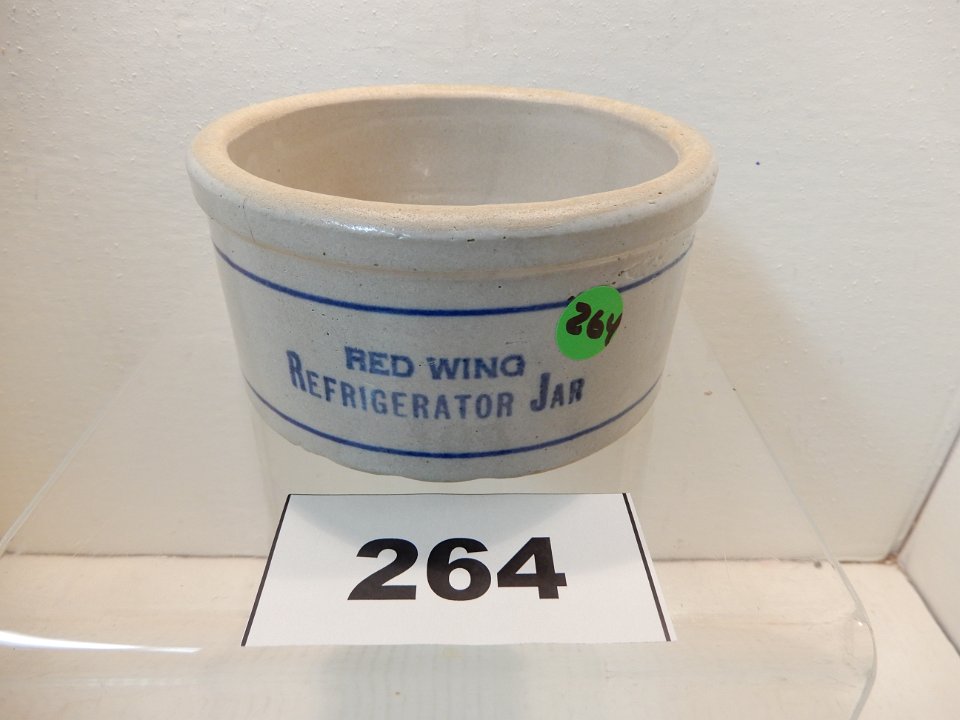 264
RED WING
REFRIGERATOR JAR
264